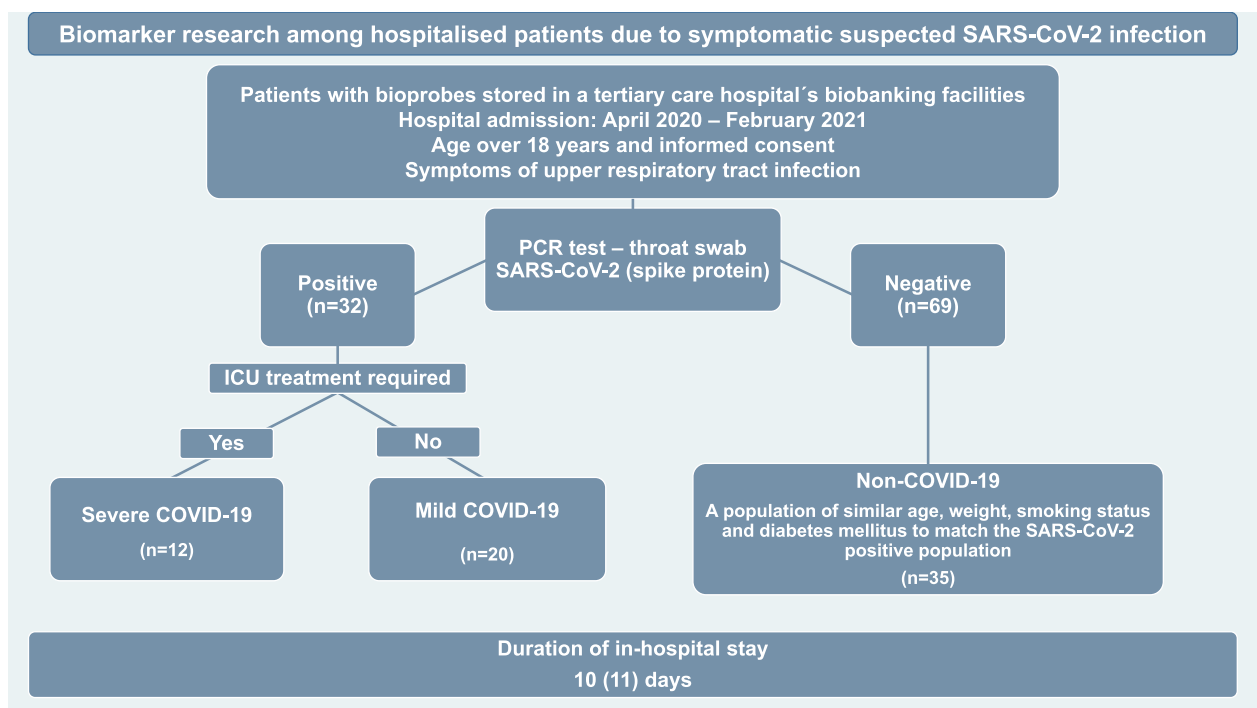 Biomarker research among hospitalised patients due to symptomatic suspected SARS-CoV-2 infection
Patients with bioprobes stored in a tertiary care hospital´s biobanking facilities
Hospital admission: April 2020 – February 2021
Age over 18 years and informed consent
Symptoms of upper respiratory tract infection
PCR test – throat swab
SARS-CoV-2 (spike protein)
Positive
(n=32)
Negative
(n=69)
ICU treatment required
Yes
No
Severe COVID-19
(n=12)
Mild COVID-19
(n=20)
Non-COVID-19
A population of similar age, weight, smoking status
and diabetes mellitus to match the SARS-CoV-2
positive population
(n=35)
Duration of in-hospital stay
10 (11) days